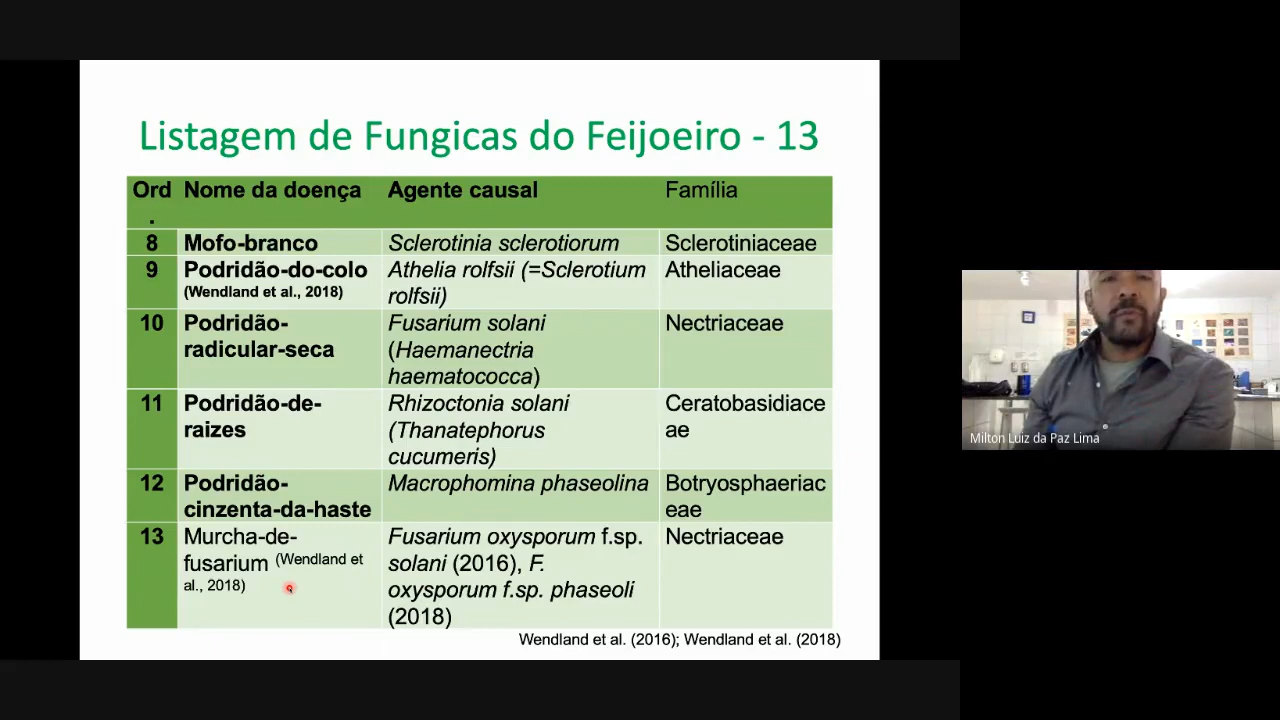 Listagem de Fungicas do Feijoeiro - 13
Ord
.
Nome da doença
Agente causal
Família
8
Mofo-branco
Sclerotinia sclerotiorum
Sclerotiniaceae
9
Podridão-do-colo
(Wendland et al., 2018)
Athelia rolfsii (=Sclerotium
rolfsii)
Atheliaceae
10
Podridão-
radicular-seca
Fusarium solani
(Haemanectria
haematococca)
Nectriaceae
11
Podridão-de-
raizes
Rhizoctonia solani
(Thanatephorus
cucumeris)
Ceratobasidiace
ae
12
Podridão-
cinzenta-da-haste
Macrophomina phaseolina
Botryosphaeriac
eae
13
Murcha-de-
fusarium (Wendland et
al., 2018)
Fusarium oxysporum f.sp.
solani (2016), F.
oxysporum f.sp. phaseoli
(2018)
Nectriaceae
Wendland et al. (2016); Wendland et al. (2018)
Milton Luiz da Paz Lima